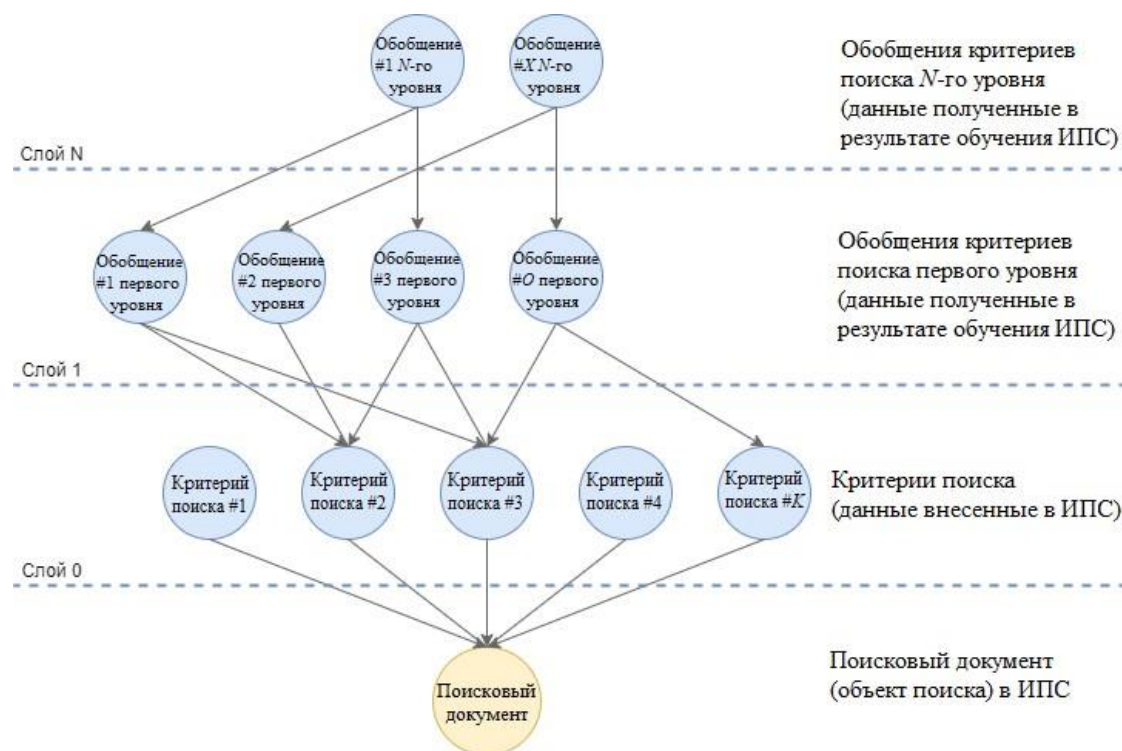 Обобщение
#1 N-го
уровня
Обобщение
#X N-го
уровня
Обобщения критериев
поиска N-го уровня
(данные полученные в
результате обучения ИПС)
Слой N
Обобщение
#1 первого
уровня
Обобщение
#2 первого
уровня
Обобщение
#3 первого
уровня
Обобщение
#O первого
уровня
Обобщения критериев
поиска первого уровня
(данные полученные в
результате обучения ИПС)
Слой 1
Критерий
поиска #1
Критерий
поиска #2
Критерий
поиска #3
Критерий
поиска #4
Критерий
поиска #K
Критерии поиска
(данные внесенные в ИПС)
Слой 0
Поисковый
документ
Поисковый документ
(объект поиска) в ИПС